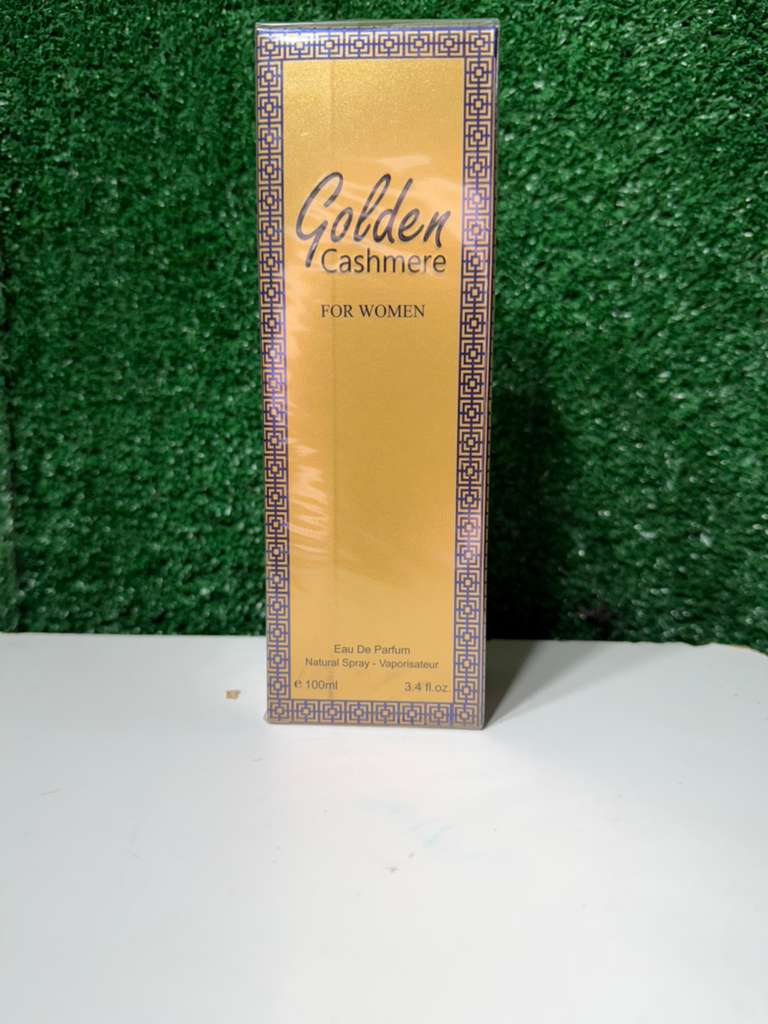 Golden
Cashmere
FOR WOMEN
Eau De Parfum
Natural Spray - Vaporisateur
℮ 100ml 3.4 fl.oz.